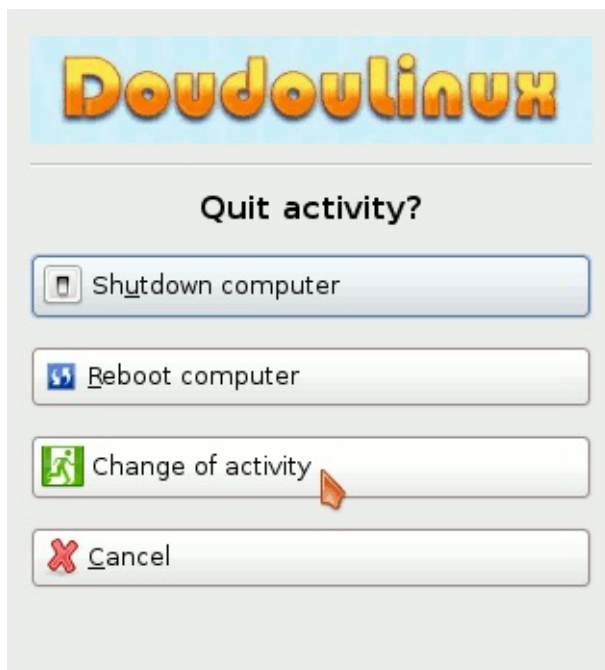 DoudouLinux
Quit activity?
Shutdown computer
Reboot computer
Change of activity
Cancel